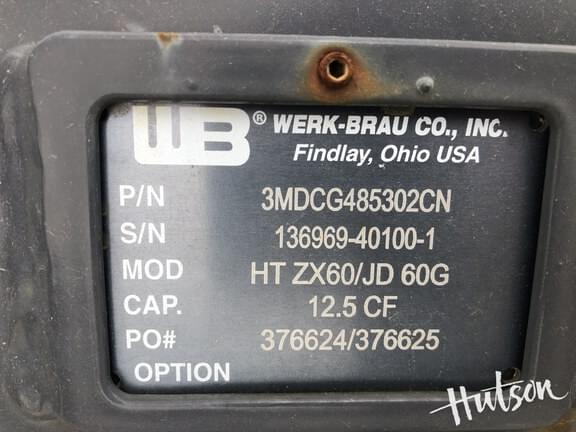 WB® WERK-BRAU CO., INC.
Findlay, Ohio USA
P/N 3MDCG485302CN
S/N 136969-40100-1
MOD HT ZX60/JD 60G
CAP. 12.5 CF
PO# 376624/376625
OPTION
Hutson